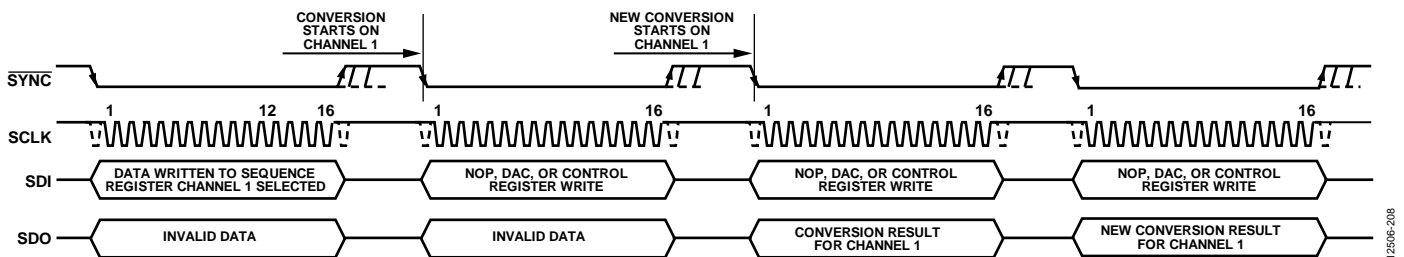 CONVERSION
STARTS ON
CHANNEL 1
NEW CONVERSION
STARTS ON
CHANNEL 1
SYNC
1
12
16
1
16
1
16
1
16
SCLK
SDI
DATA WRITTEN TO SEQUENCE
REGISTER CHANNEL 1 SELECTED
NOP, DAC, OR CONTROL
REGISTER WRITE
NOP, DAC, OR CONTROL
REGISTER WRITE
NOP, DAC, OR CONTROL
REGISTER WRITE
SDO
INVALID DATA
INVALID DATA
CONVERSION RESULT
FOR CHANNEL 1
NEW CONVERSION RESULT
FOR CHANNEL 1
12506-208